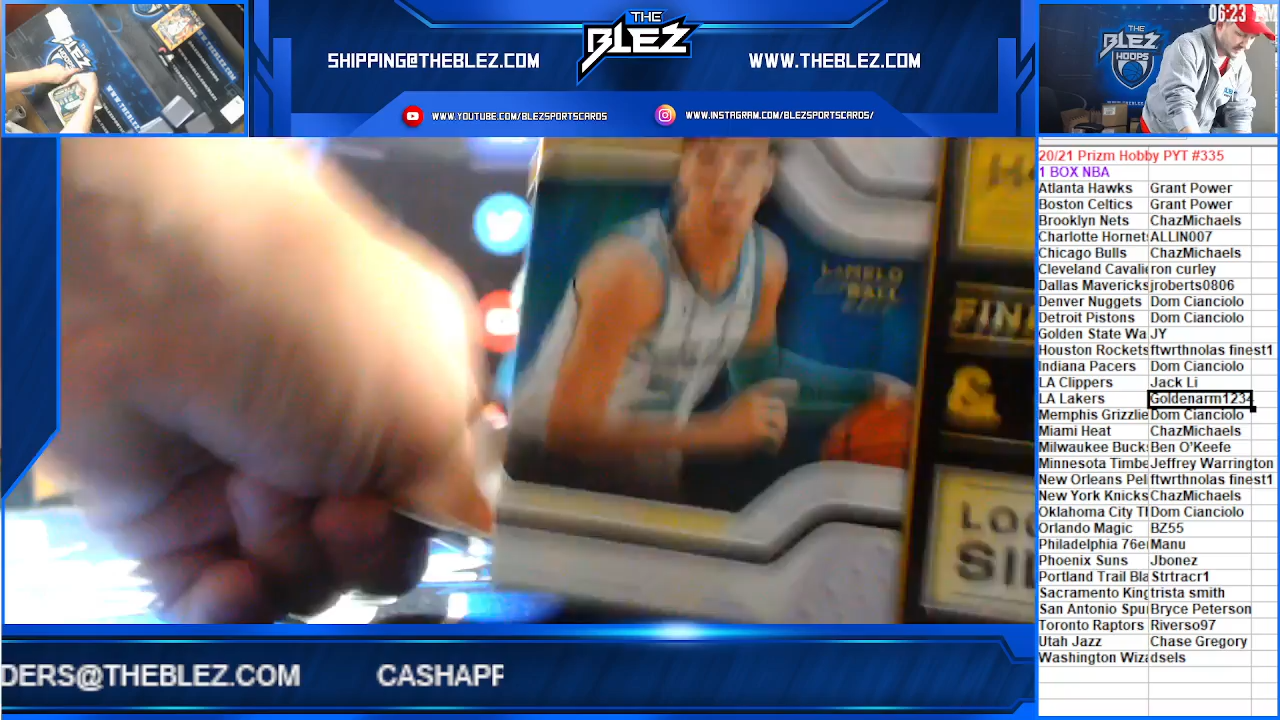 06:23 PM
THE
BLEZ
SHIPPING@THEBLEZ.COM
WWW.THEBLEZ.COM
WWW.YOUTUBE.COM/BLEZSPORTSCARDS
WWW.INSTAGRAM.COM/BLEZSPORTSCARDS/
THE
BLEZ
HOOPS
LAMELO
BALL
FIN
&
LOC
SI
20/21 Prizm Hobby PYT #335
1 BOX NBA
Atlanta Hawks Grant Power
Boston Celtics Grant Power
Brooklyn Nets ChazMichaels
Charlotte Hornets ALLIN007
Chicago Bulls ChazMichaels
Cleveland Cavali ron curley
Dallas Mavericks jroberts0806
Denver Nuggets Dom Cianciolo
Detroit Pistons Dom Cianciolo
Golden State Wa JY
Houston Rockets ftwrthnolas finest1
Indiana Pacers Dom Cianciolo
LA Clippers Jack Li
LA Lakers Goldenarm1234
Memphis Grizzlie Dom Cianciolo
Miami Heat ChazMichaels
Milwaukee Bucks Ben O'Keefe
Minnesota Timbe Jeffrey Warrington
New Orleans Pel ftwrthnolas finest1
New York Knicks ChazMichaels
Oklahoma City T Dom Cianciolo
Orlando Magic BZ55
Philadelphia 76e Manu
Phoenix Suns Jbonez
Portland Trail Bla Strtracr1
Sacramento King trista smith
San Antonio Spu Bryce Peterson
Toronto Raptors Riverso97
Utah Jazz Chase Gregory
Washington Wiza dsels
DERS@THEBLEZ.COM CASHAPP